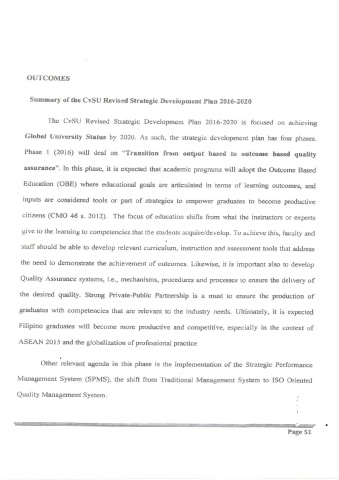 OUTCOMES
Summary of the CvSU Revised Strategic Development Plan 2016-2020
The CvSU Revised Strategic Development Plan 2016-2020 is focused on achieving
Global University Status by 2020. As such, the strategic development plan has four phases.
Phase 1 (2016) will deal on "Transition from output based to outcome based quality
assurance". In this phase, it is expected that academic programs will adopt the Outcome Based
Education (OBE) where educational goals are articulated in terms of learning outcomes, and
inputs are considered tools or part of strategies to empower graduates to become productive
citizens (CMO 46 s. 2012). The focus of education shifts from what the instructors or experts
give to the learning to competencies that the students acquire/develop. To achieve this, faculty and
staff should be able to develop relevant curriculum, instruction and assessment tools that address
the need to demonstrate the achievement of outcomes. Likewise, it is important also to develop
Quality Assurance systems, i.e., mechanisms, procedures and processes to ensure the delivery of
the desired quality. Strong Private-Public Partnership is a must to ensure the production of
graduates with competencies that are relevant to the industry needs. Ultimately, it is expected
Filipino graduates will become more productive and competitive, especially in the context of
ASEAN 2015 and the globalization of professional practice
Other relevant agenda in this phase is the implementation of the Strategic Performance
Management System (SPMS), the shift from Traditional Management System to ISO Oriented
Quality Management System.
Page 51